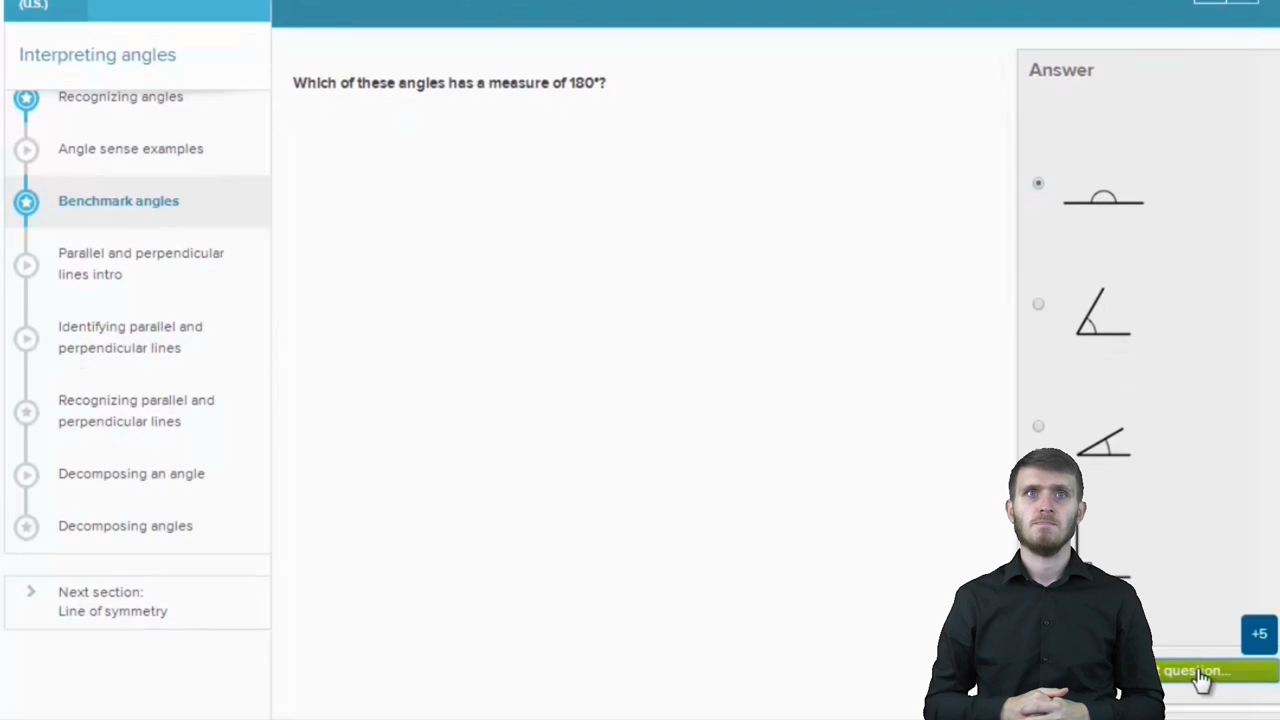 (U.S.)
Interpreting angles
Recognizing angles
Angle sense examples
Benchmark angles
Parallel and perpendicular
lines intro
Identifying parallel and
perpendicular lines
Recognizing parallel and
perpendicular lines
Decomposing an angle
Decomposing angles
Next section:
Line of symmetry
Which of these angles has a measure of 180°?
Answer
+5
question...